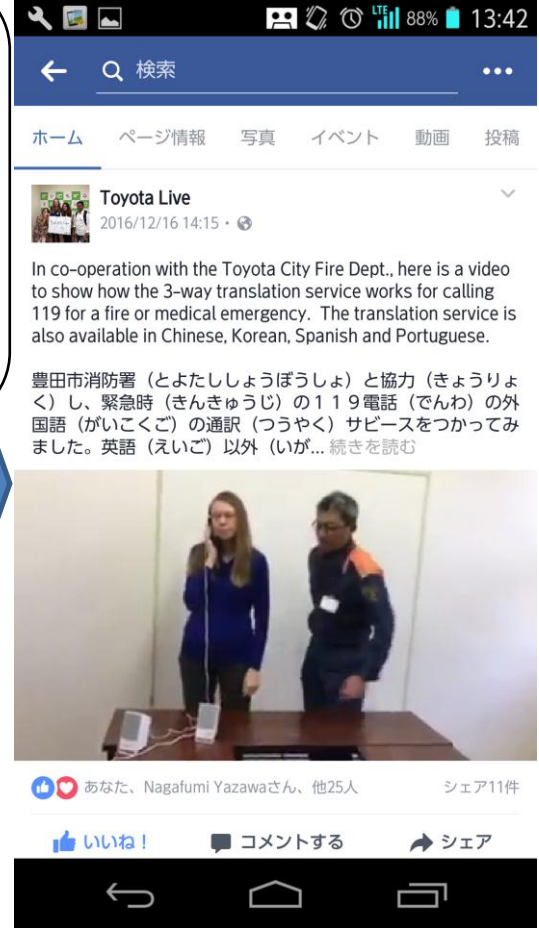 LTE 88% 13:42
検索
ホーム ページ情報 写真 イベント 動画 投稿
Toyota Live
2016/12/16 14:15・
In co-operation with the Toyota City Fire Dept., here is a video
to show how the 3-way translation service works for calling
119 for a fire or medical emergency. The translation service is
also available in Chinese, Korean, Spanish and Portuguese.
豊田市消防署（とよたししょうぼうしょ）と協力（きょうりょ
く）し、緊急時（きんきゅうじ）の１１９電話（でんわ）の外
国語（がいこくご）の通訳（つうやく）サビースをつかってみ
ました。英語（えいご）以外（いが... 続きを読む
あなた、Nagafumi Yazawaさん、他25人 シェア11件
いいね！ コメントする シェア